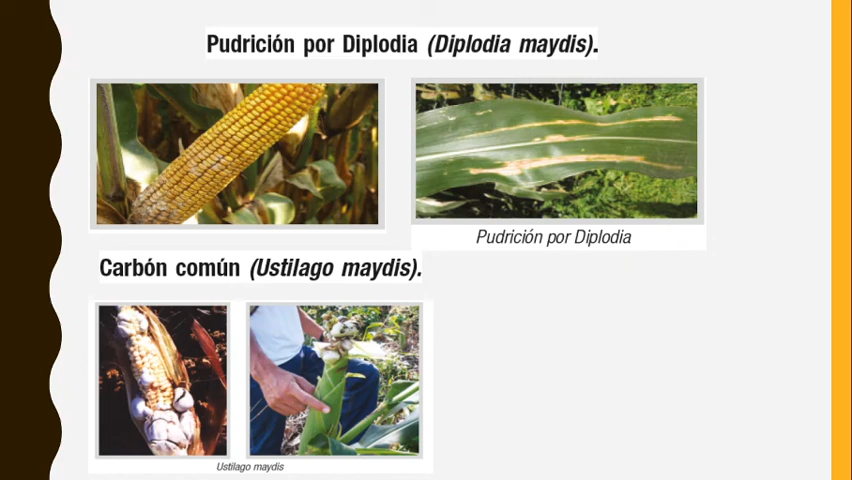 Pudrición por Diplodia (Diplodia maydis).
Pudrición por Diplodia
Carbón común (Ustilago maydis).
Ustilago maydis